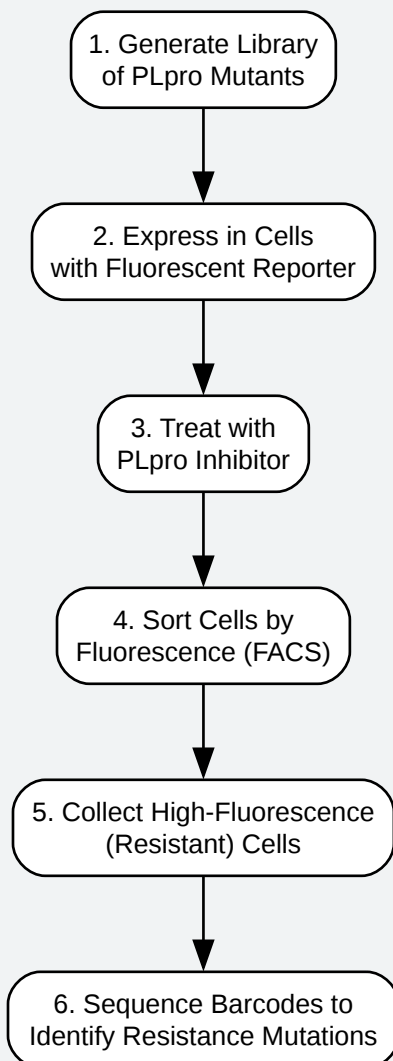 1. Generate Library
of PLpro Mutants
2. Express in Cells
with Fluorescent Reporter
3. Treat with
PLpro Inhibitor
4. Sort Cells by
Fluorescence (FACS)
5. Collect High-Fluorescence
(Resistant) Cells
6. Sequence Barcodes to
Identify Resistance Mutations